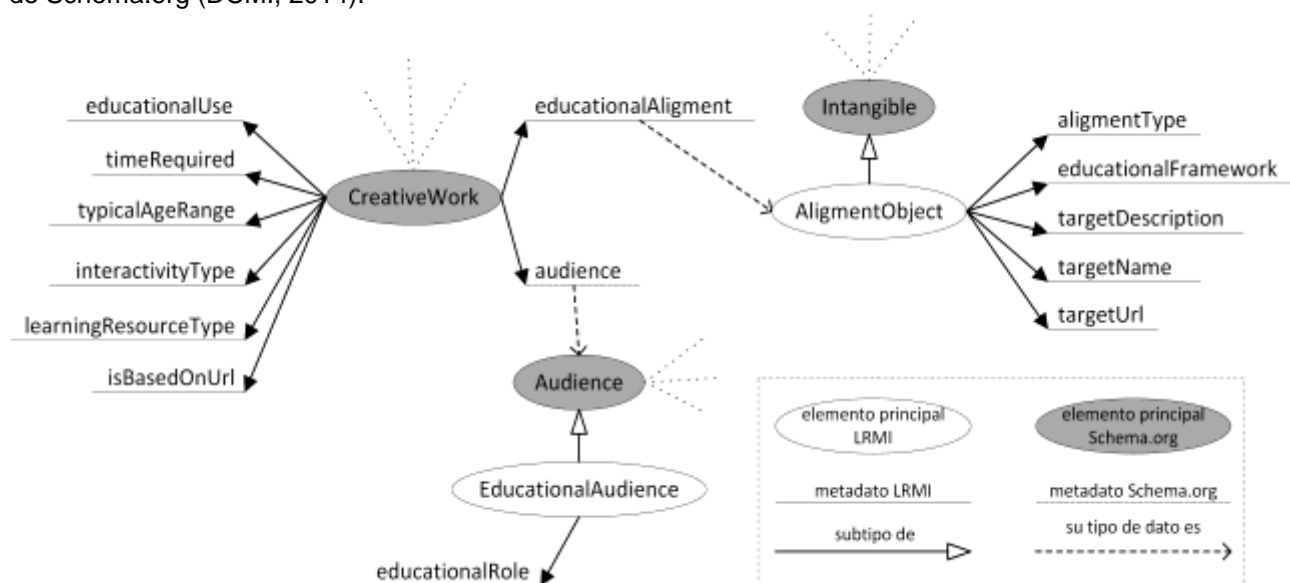 de Schema.org (DCMI, 2014).
educationalUse
timeRequired
typicalAgeRange
interactivityType
learningResourceType
isBasedOnUrl
CreativeWork
educationalAligment
audience
Audience
EducationalAudience
educationalRole
Intangible
AligmentObject
aligmentType
educationalFramework
targetDescription
targetName
targetUrl
elemento principal
LRMI
elemento principal
Schema.org
metadato LRMI
metadato Schema.org
subtipo de
su tipo de dato es